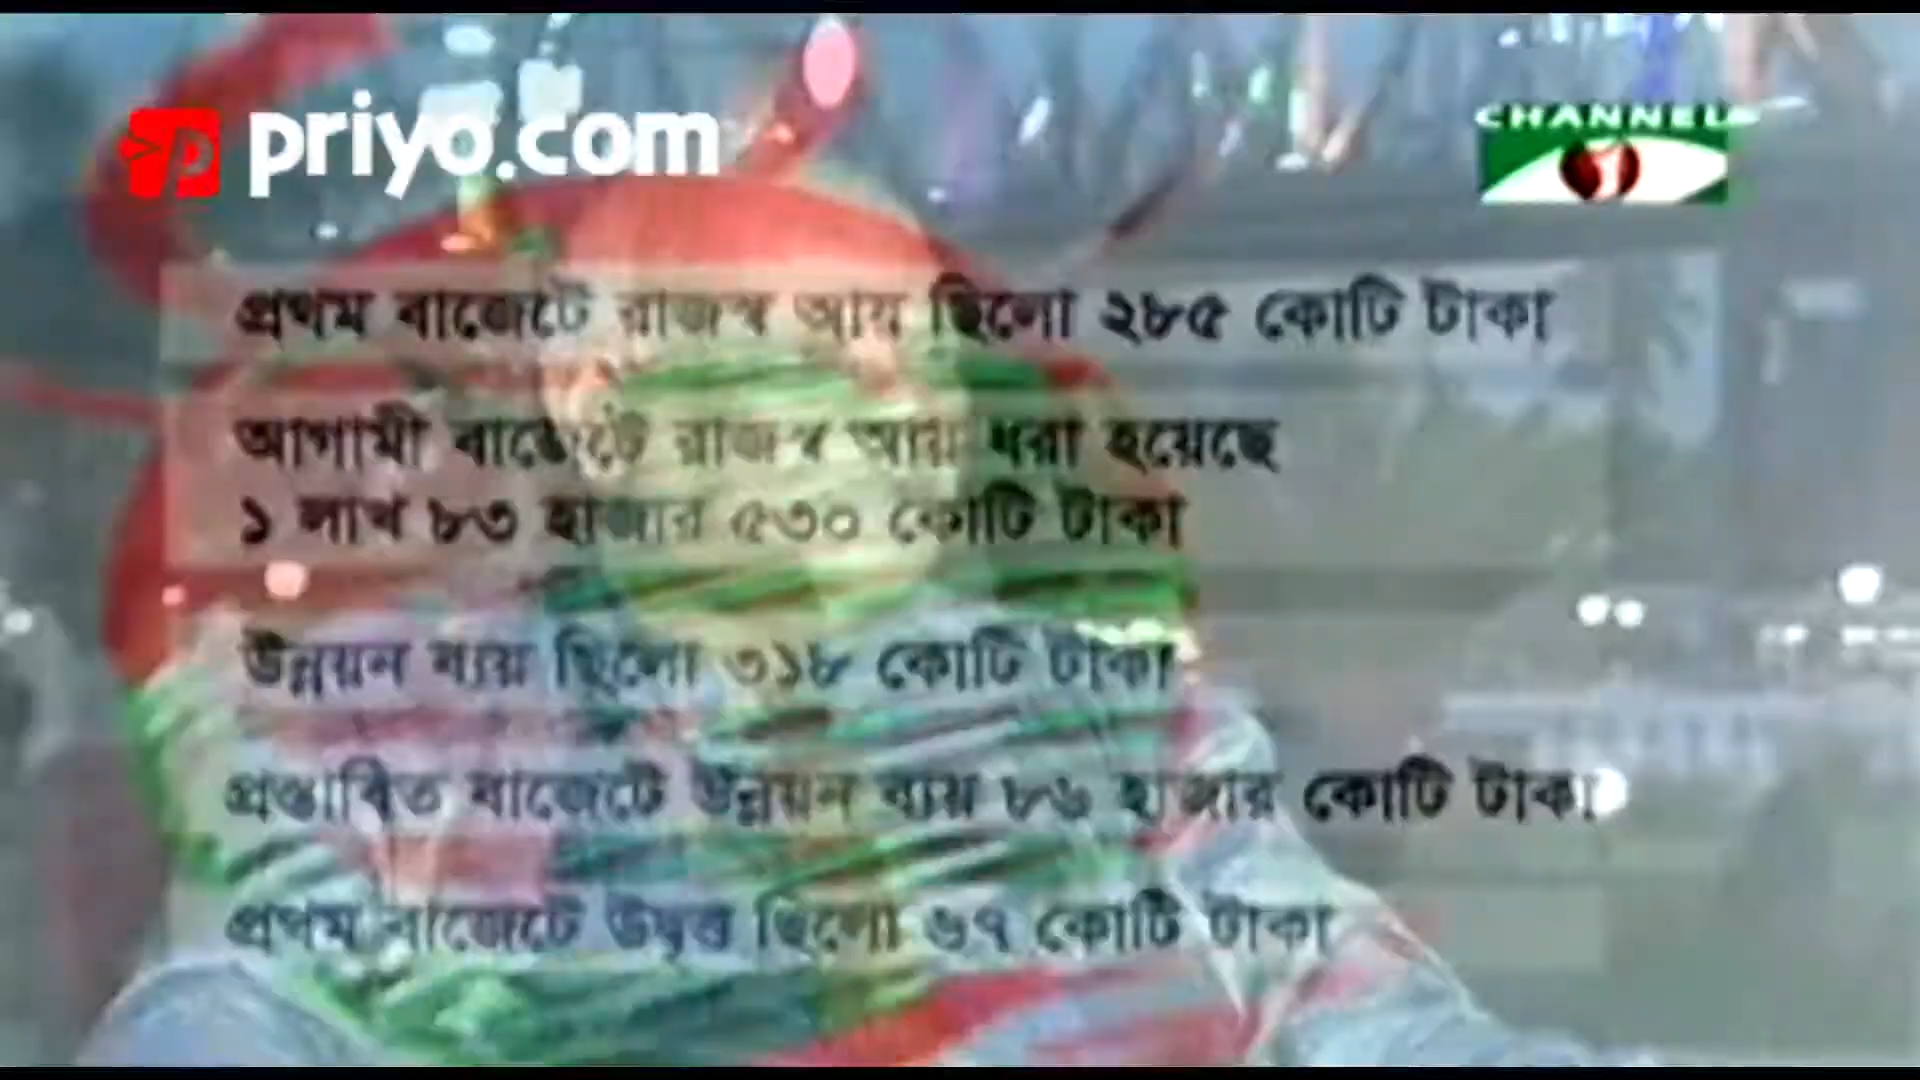 priyo.com
CHANNEL
প্রথম বাজেটে রাজস্ব আয় ছিলো ২৮৫ কোটি টাকা
আগামী বাজেটে রাজস্ব আয় ধরা হয়েছে
১ লাখ ৮৩ হাজার ৫৩০ কোটি টাকা
উন্নয়ন ব্যয় ছিলো ৩১৮ কোটি টাকা
প্রস্তাবিত বাজেটে উন্নয়ন ব্যয় ৮৬ হাজার কোটি টাকা
প্রথম বাজেটে উদ্বৃত্ত ছিলো ৬৭ কোটি টাকা